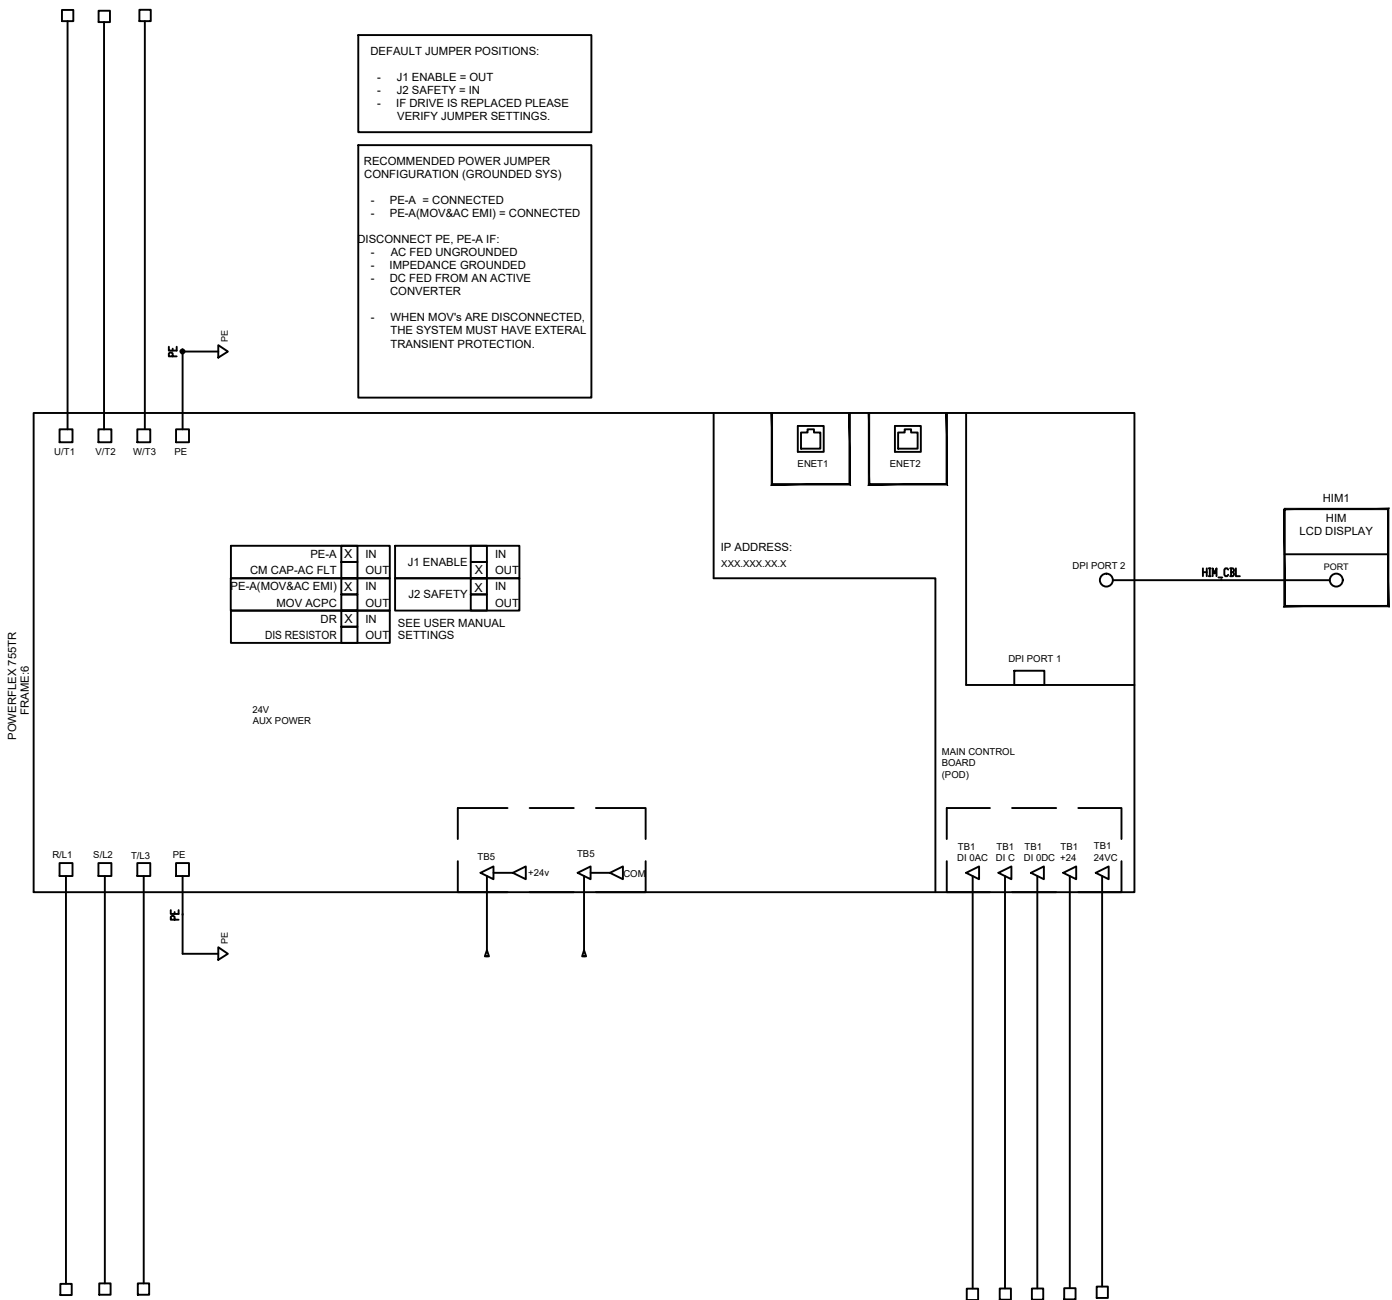 DEFAULT JUMPER POSITIONS:
- J1 ENABLE = OUT
- J2 SAFETY = IN
- IF DRIVE IS REPLACED PLEASE
VERIFY JUMPER SETTINGS.
RECOMMENDED POWER JUMPER
CONFIGURATION (GROUNDED SYS)
- PE-A = CONNECTED
- PE-A(MOV&AC EMI) = CONNECTED
DISCONNECT PE, PE-A IF:
- AC FED UNGROUNDED
- IMPEDANCE GROUNDED
- DC FED FROM AN ACTIVE
CONVERTER
- WHEN MOV's ARE DISCONNECTED,
THE SYSTEM MUST HAVE EXTERAL
TRANSIENT PROTECTION.
PE
PE
U/T1 V/T2 W/T3 PE
ENET1 ENET2
HIM1
HIM
LCD DISPLAY
PORT
IP ADDRESS:
XXX.XXX.XX.X
DPI PORT 2
HIM_CBL
PE-A X IN
CM CAP-AC FLT OUT
PE-A(MOV&AC EMI) X IN
MOV ACPC OUT
DR X IN
DIS RESISTOR OUT
J1 ENABLE IN
X OUT
J2 SAFETY X IN
OUT
SEE USER MANUAL
SETTINGS
POWERFLEX 755TR
FRAME:6
DPI PORT 1
24V
AUX POWER
MAIN CONTROL
BOARD
(POD)
R/L1 S/L2 T/L3 PE
TB5 +24v
TB5 COM
TB1 TB1 TB1 TB1 TB1
DI 0AC DI C DI 0DC +24 24VC
PE
PE